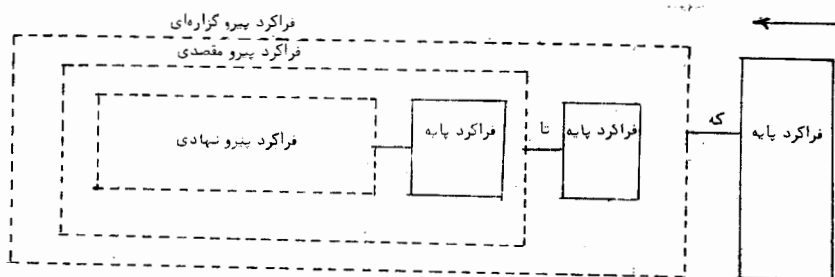 فراکرد پیرو گزاره‌ای
فراکرد پیرو مقصدی
فراکرد پایه
که
فراکرد پایه
تا
فراکرد پایه
فراکرد پیرو نهادی